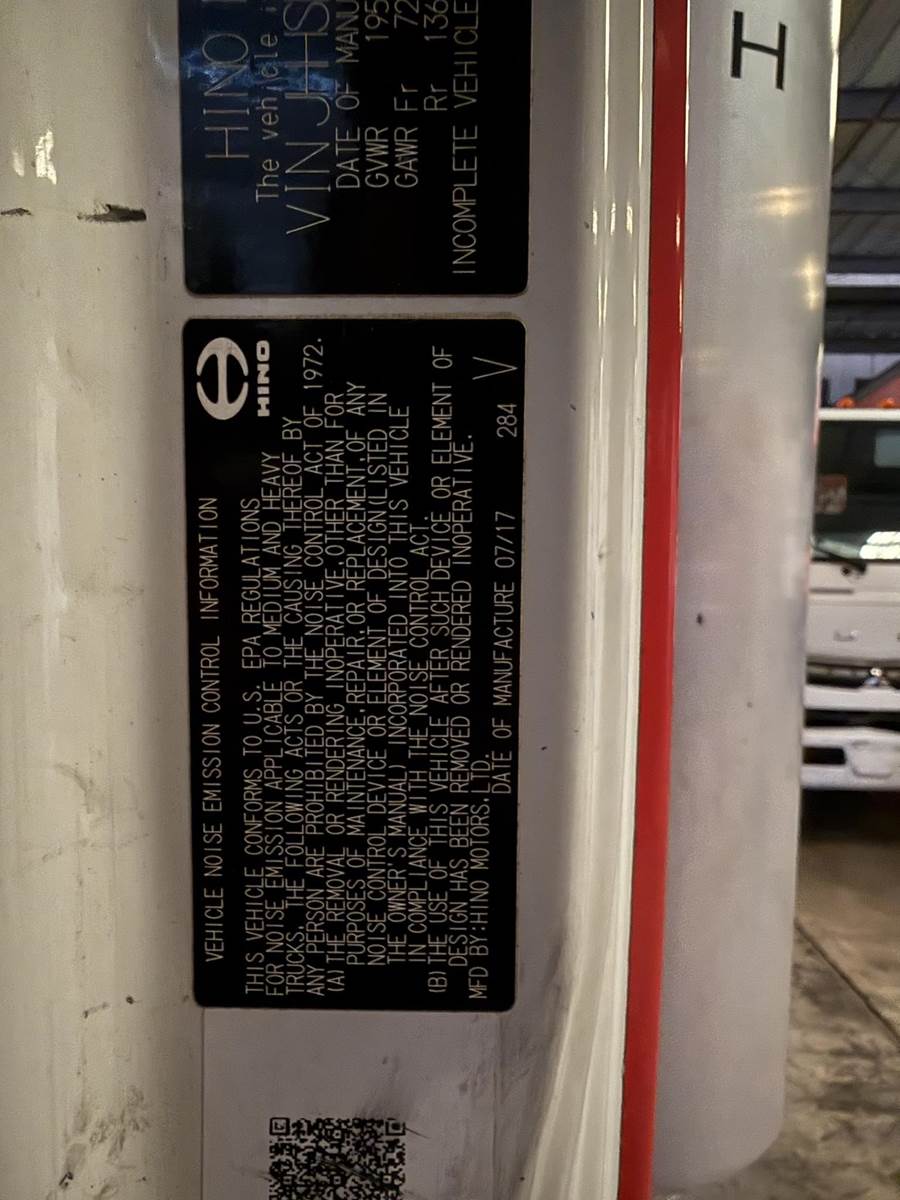 HINO
The vehicle
VIN JHHS
DATE OF MANU
GVWR 195
GAWR Fr 72
Rr 136
INCOMPLETE VEHICLE
HINO
VEHICLE NOISE EMISSION CONTROL INFORMATION
THIS VEHICLE CONFORMS TO U.S. EPA REGULATIONS
FOR NOISE EMISSION APPLICABLE TO MEDIUM AND HEAVY
TRUCKS. THE FOLLOWING ACTS OR THE CAUSING THEREOF BY
ANY PERSON ARE PROHIBITED BY THE NOISE CONTROL ACT OF 1972.
(A) THE REMOVAL OR RENDERING INOPERATIVE, OTHER THAN FOR
PURPOSES OF MAINTENANCE, REPAIR, OR REPLACEMENT, OF ANY
NOISE CONTROL DEVICE OR ELEMENT OF DESIGN(LISTED IN
THE OWNER'S MANUAL) INCORPORATED INTO THIS VEHICLE
IN COMPLIANCE WITH THE NOISE CONTROL ACT.
(B) THE USE OF THIS VEHICLE AFTER SUCH DEVICE OR ELEMENT OF
DESIGN HAS BEEN REMOVED OR RENDERED INOPERATIVE.
MFD BY:HINO MOTORS,LTD.
DATE OF MANUFACTURE 07/17 284 V
H